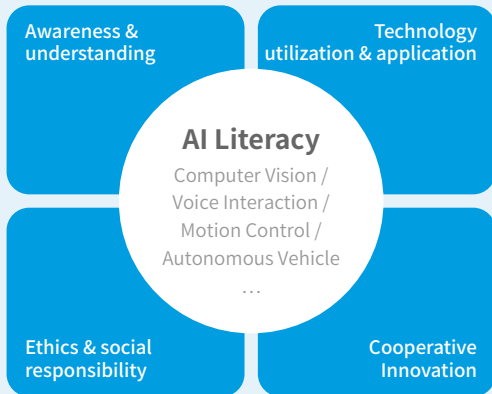 Awareness &
understanding
Technology
utilization & application
AI Literacy
Computer Vision /
Voice Interaction /
Motion Control /
Autonomous Vehicle
…
Ethics & social
responsibility
Cooperative
Innovation